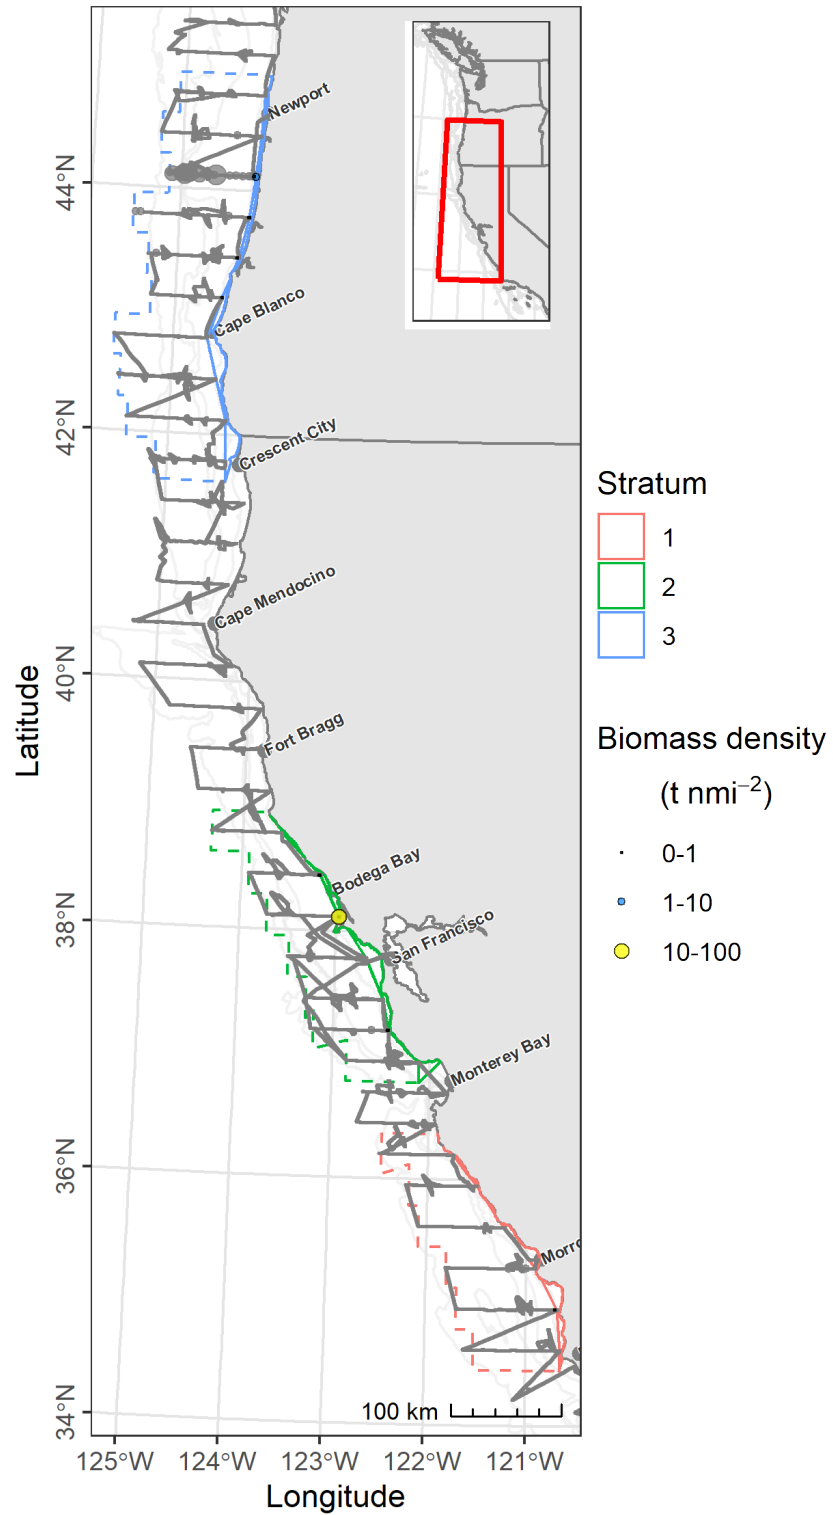 Newport
44°N
Cape Blanco
42°N
Crescent City
Cape Mendocino
40°N
Fort Bragg
Bodega Bay
38°N
San Francisco
Monterey Bay
36°N
Morro
100 km
34°N
125°W 124°W 123°W 122°W 121°W
Longitude
Latitude
Stratum
1
2
3
Biomass density
(t nmi⁻²)
0-1
1-10
10-100